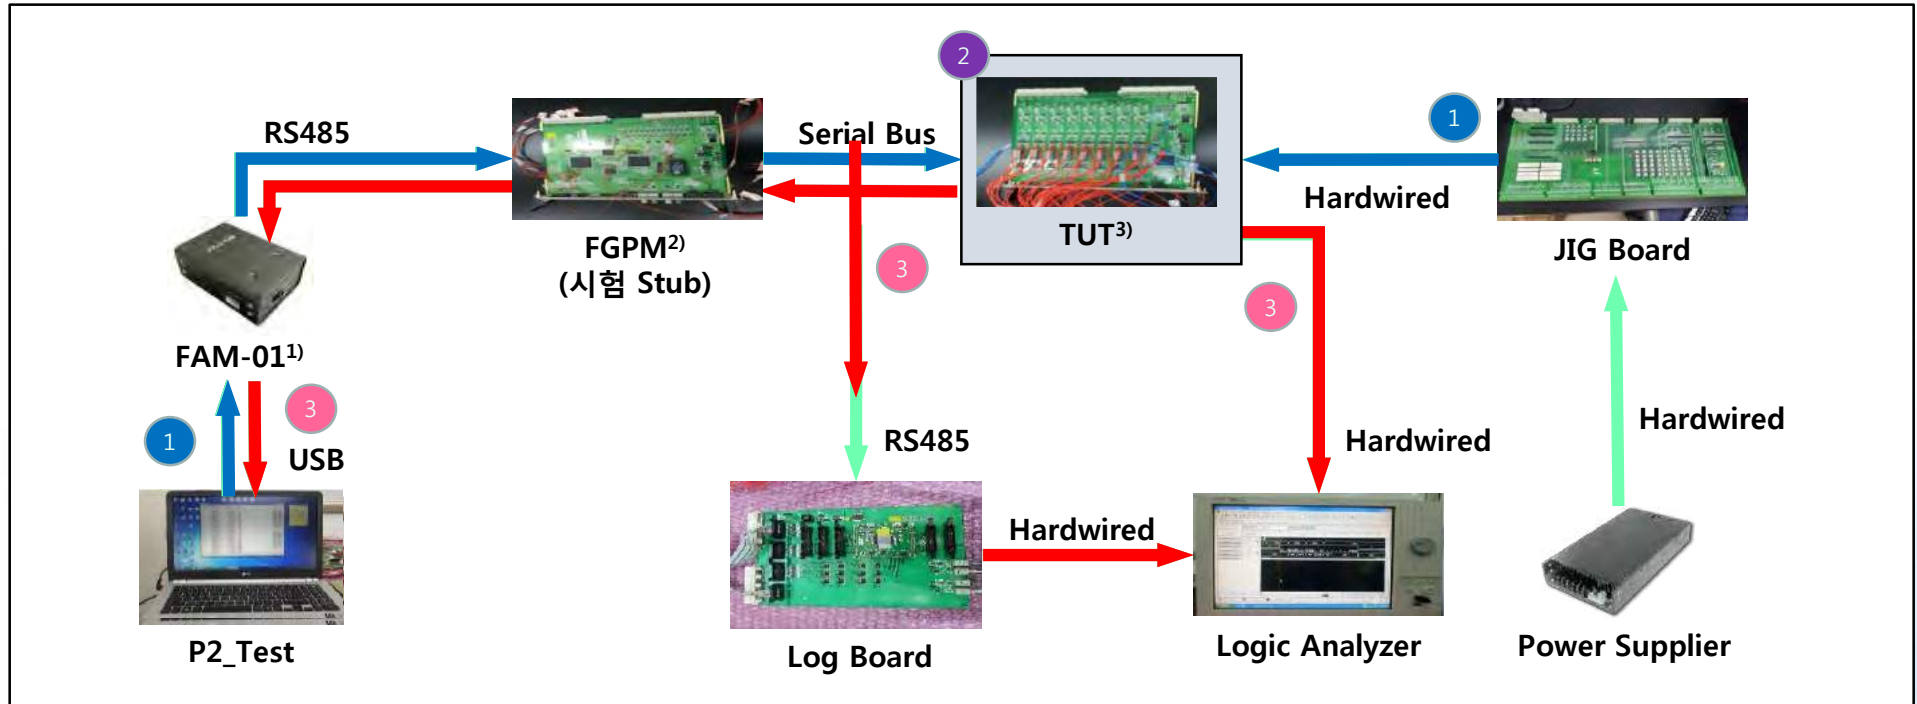 2
1
RS485
Serial Bus
Hardwired
FGPM2)
(시험 Stub)
TUT3)
JIG Board
3
3
FAM-011)
3
1
USB
RS485
Hardwired
Hardwired
Hardwired
P2_Test
Log Board
Logic Analyzer
Power Supplier